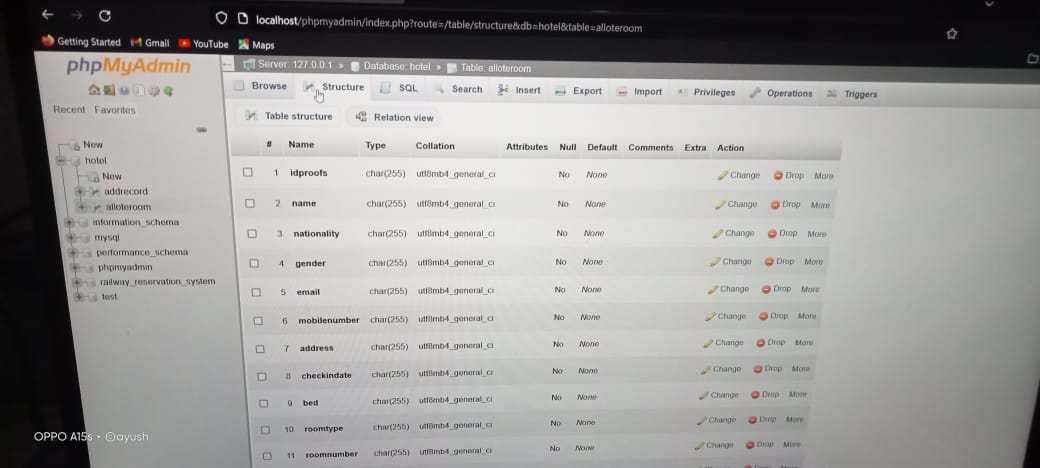 localhost/phpmyadmin/index.php?route=/table/structure&db=hotel&table=alloteroom
Getting Started Gmail YouTube Maps
phpMyAdmin
Recent Favorites
New
hotel
New
addrecord
alloteroom
information_schema
mysql
performance_schema
phpmyadmin
railway_reservation_system
test
Server: 127.0.0.1 » Database: hotel » Table: alloteroom
Browse Structure SQL Search Insert Export Import Privileges Operations Triggers
Table structure Relation view
# Name Type Collation Attributes Null Default Comments Extra Action
1 idproofs char(255) utf8mb4_general_ci No None Change Drop More
2 name char(255) utf8mb4_general_ci No None Change Drop More
3 nationality char(255) utf8mb4_general_ci No None Change Drop More
4 gender char(255) utf8mb4_general_ci No None Change Drop More
5 email char(255) utf8mb4_general_ci No None Change Drop More
6 mobilenumber char(255) utf8mb4_general_ci No None Change Drop More
7 address char(255) utf8mb4_general_ci No None Change Drop More
8 checkindate char(255) utf8mb4_general_ci No None Change Drop More
9 bed char(255) utf8mb4_general_ci No None Change Drop More
10 roomtype char(255) utf8mb4_general_ci No None Change Drop More
11 roomnumber char(255) utf8mb4_general_ci No None Change Drop More
OPPO A15s · ©ayush